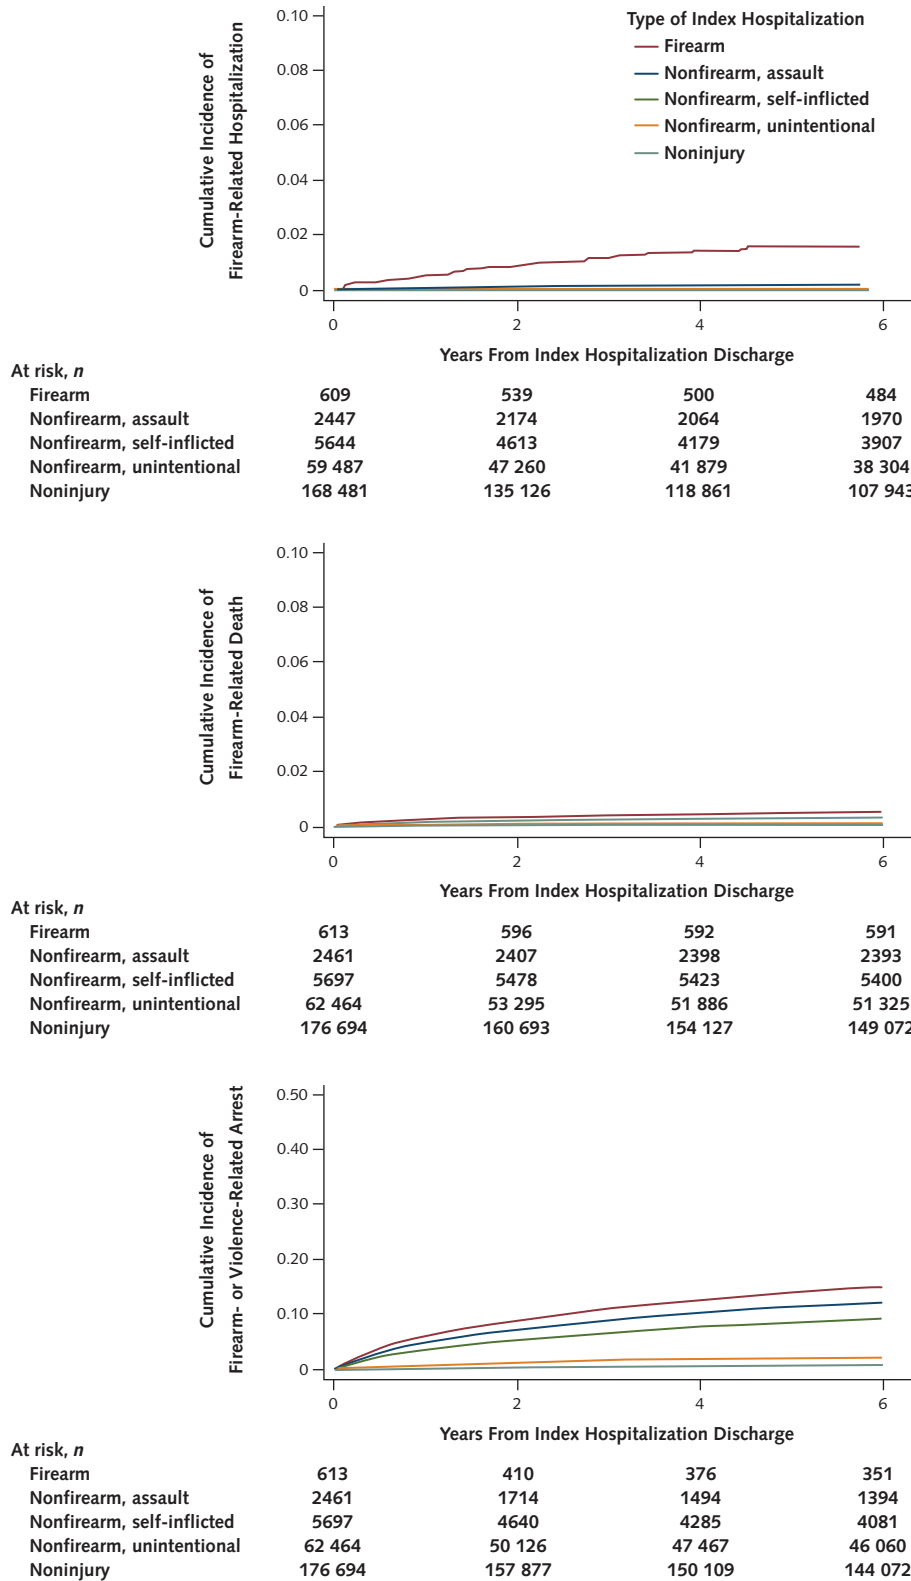 Cumulative Incidence of
Firearm-Related Hospitalization
0.10
0.08
0.06
0.04
0.02
0
Type of Index Hospitalization
Firearm
Nonfirearm, assault
Nonfirearm, self-inflicted
Nonfirearm, unintentional
Noninjury
0 2 4 6
Years From Index Hospitalization Discharge
At risk, n
Firearm 609 539 500 484
Nonfirearm, assault 2447 2174 2064 1970
Nonfirearm, self-inflicted 5644 4613 4179 3907
Nonfirearm, unintentional 59 487 47 260 41 879 38 304
Noninjury 168 481 135 126 118 861 107 943
Cumulative Incidence of
Firearm-Related Death
0.10
0.08
0.06
0.04
0.02
0
0 2 4 6
Years From Index Hospitalization Discharge
At risk, n
Firearm 613 596 592 591
Nonfirearm, assault 2461 2407 2398 2393
Nonfirearm, self-inflicted 5697 5478 5423 5400
Nonfirearm, unintentional 62 464 53 295 51 886 51 325
Noninjury 176 694 160 693 154 127 149 072
Cumulative Incidence of
Firearm- or Violence-Related Arrest
0.50
0.40
0.30
0.20
0.10
0
0 2 4 6
Years From Index Hospitalization Discharge
At risk, n
Firearm 613 410 376 351
Nonfirearm, assault 2461 1714 1494 1394
Nonfirearm, self-inflicted 5697 4640 4285 4081
Nonfirearm, unintentional 62 464 50 126 47 467 46 060
Noninjury 176 694 157 877 150 109 144 072